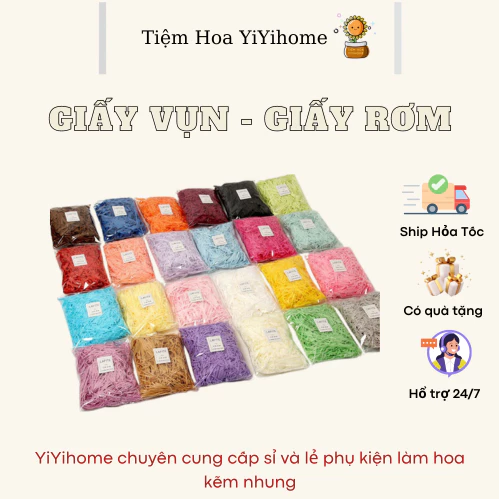 Tiệm Hoa YiYihome
GIẤY VỤN - GIẤY RƠM
Ship Hỏa Tốc
Có quà tặng
Hổ trợ 24/7
YiYihome chuyên cung cấp sỉ và lẻ phụ kiện làm hoa
kẽm nhung